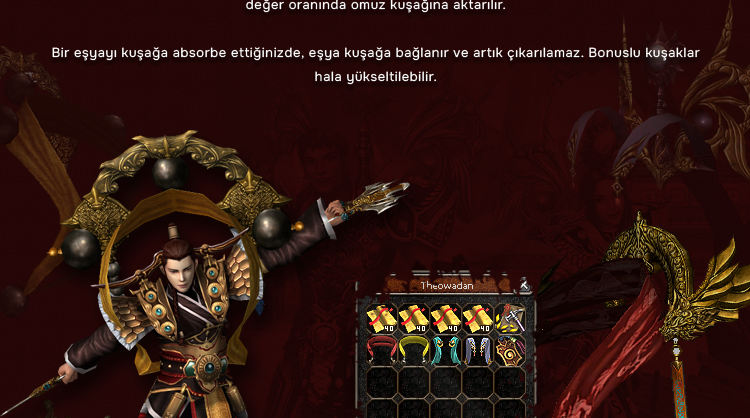 değer oranında omuz kuşağına aktarılır.
Bir eşyayı kuşağa absorbe ettiğinizde, eşya kuşağa bağlanır ve artık çıkarılamaz. Bonuslu kuşaklar
hala yükseltilebilir.
Theowadan
40 40 40 40